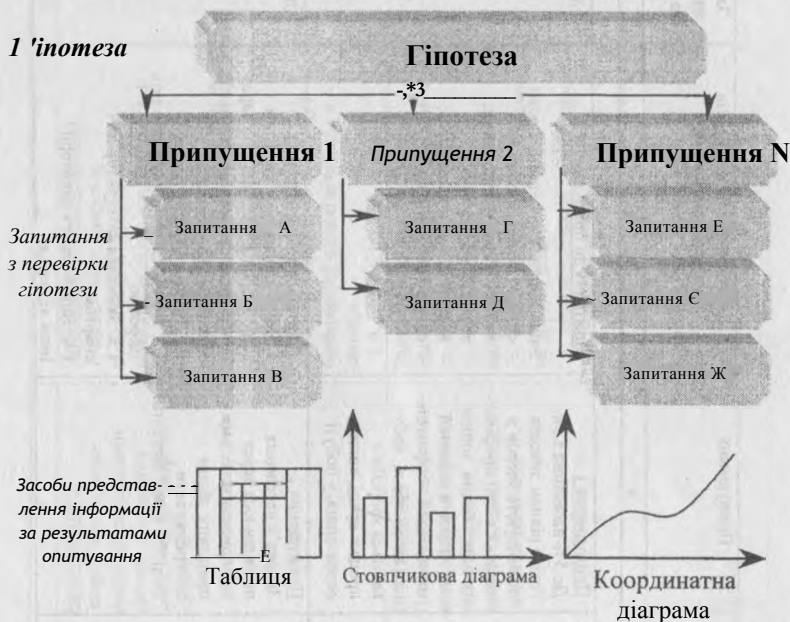 1 'іпотеза
Гіпотеза
-,*3
Припущення 1
Припущення 2
Припущення N
Запитання
з перевірки
гіпотези
Запитання А
Запитання Г
Запитання Е
- Запитання Б
Запитання Д
~ Запитання Є
Запитання В
Запитання Ж
Засоби представ-
лення інформації
за результатами
опитування
Е
Таблиця
Стовпчикова діаграма
Координатна
діаграма